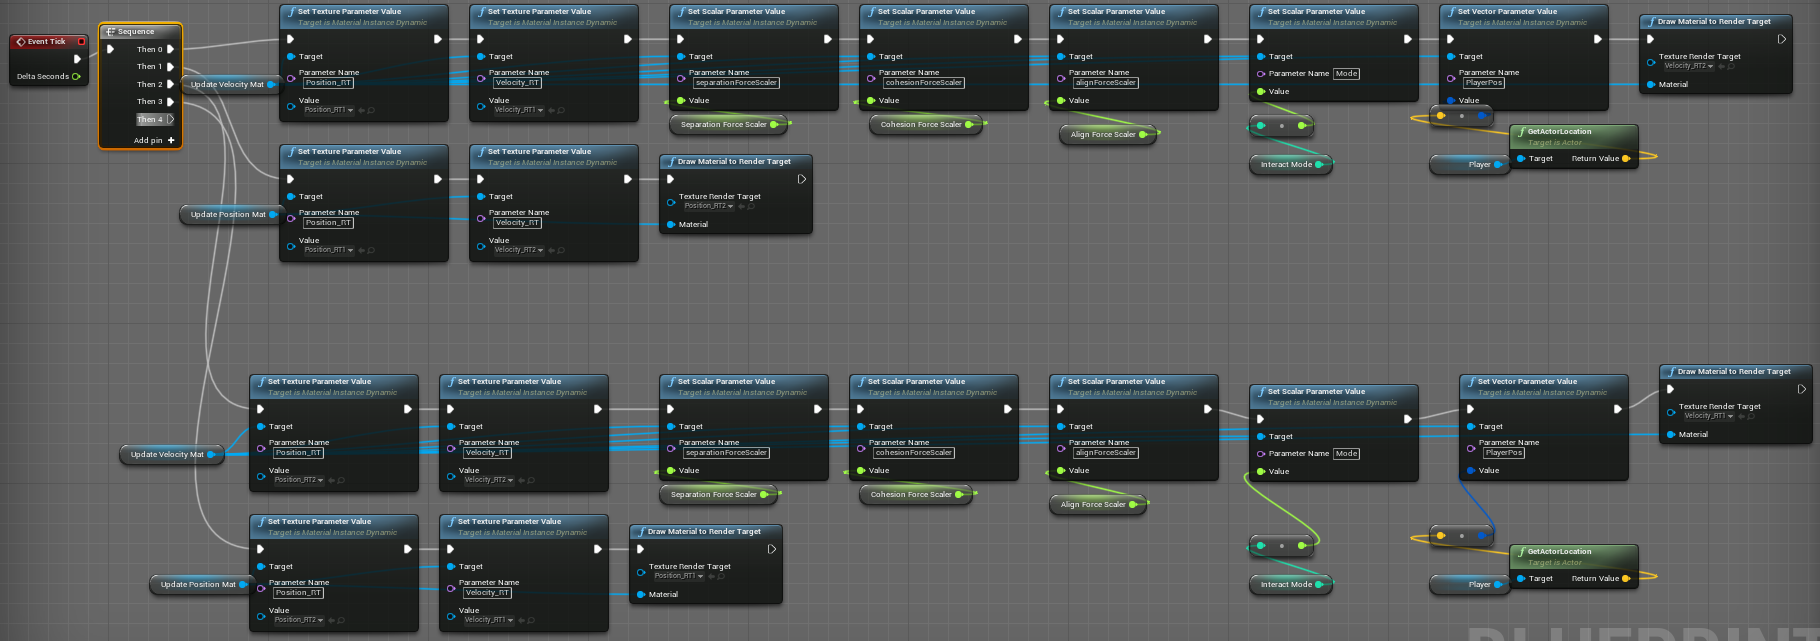 Event Tick
Delta Seconds
Sequence
Then 0
Then 1
Then 2
Then 3
Then 4
Add pin
Update Velocity Mat
Set Texture Parameter Value
Target is Material Instance Dynamic
Target
Parameter Name
Position_RT
Value
Position_RT1
Set Texture Parameter Value
Target is Material Instance Dynamic
Target
Parameter Name
Velocity_RT
Value
Velocity_RT1
Set Scalar Parameter Value
Target is Material Instance Dynamic
Target
Parameter Name
separationForceScaler
Value
Separation Force Scaler
Set Scalar Parameter Value
Target is Material Instance Dynamic
Target
Parameter Name
cohesionForceScaler
Value
Cohesion Force Scaler
Set Scalar Parameter Value
Target is Material Instance Dynamic
Target
Parameter Name
alignForceScaler
Value
Align Force Scaler
Set Scalar Parameter Value
Target is Material Instance Dynamic
Target
Parameter Name Mode
Value
Interact Mode
Set Vector Parameter Value
Target is Material Instance Dynamic
Target
Parameter Name
PlayerPos
Value
Player
GetActorLocation
Target is Actor
Target Return Value
Draw Material to Render Target
Texture Render Target
Velocity_RT2
Material
Update Position Mat
Set Texture Parameter Value
Target is Material Instance Dynamic
Target
Parameter Name
Position_RT
Value
Position_RT1
Set Texture Parameter Value
Target is Material Instance Dynamic
Target
Parameter Name
Velocity_RT
Value
Velocity_RT2
Draw Material to Render Target
Texture Render Target
Position_RT2
Material
Update Velocity Mat
Set Texture Parameter Value
Target is Material Instance Dynamic
Target
Parameter Name
Position_RT
Value
Position_RT2
Set Texture Parameter Value
Target is Material Instance Dynamic
Target
Parameter Name
Velocity_RT
Value
Velocity_RT2
Set Scalar Parameter Value
Target is Material Instance Dynamic
Target
Parameter Name
separationForceScaler
Value
Separation Force Scaler
Set Scalar Parameter Value
Target is Material Instance Dynamic
Target
Parameter Name
cohesionForceScaler
Value
Cohesion Force Scaler
Set Scalar Parameter Value
Target is Material Instance Dynamic
Target
Parameter Name
alignForceScaler
Value
Align Force Scaler
Set Scalar Parameter Value
Target is Material Instance Dynamic
Target
Parameter Name Mode
Value
Interact Mode
Set Vector Parameter Value
Target is Material Instance Dynamic
Target
Parameter Name
PlayerPos
Value
Player
GetActorLocation
Target is Actor
Target Return Value
Draw Material to Render Target
Texture Render Target
Velocity_RT1
Material
Update Position Mat
Set Texture Parameter Value
Target is Material Instance Dynamic
Target
Parameter Name
Position_RT
Value
Position_RT2
Set Texture Parameter Value
Target is Material Instance Dynamic
Target
Parameter Name
Velocity_RT
Value
Velocity_RT1
Draw Material to Render Target
Texture Render Target
Position_RT1
Material